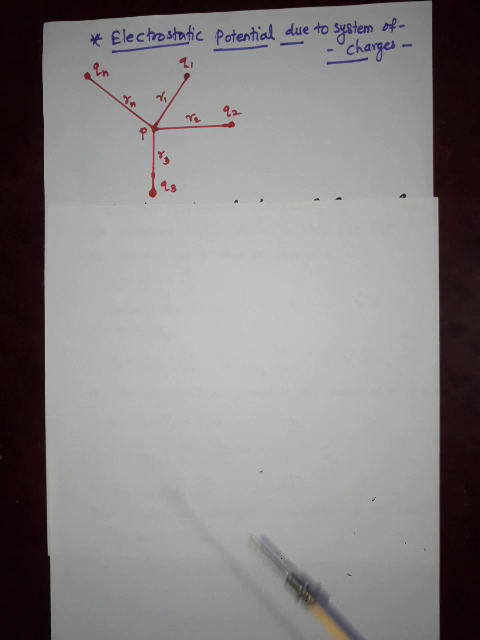 * Electrostatic Potential due to system of-
- Charges -
qn
q1
rn
r1
r2
q2
P
r3
q3